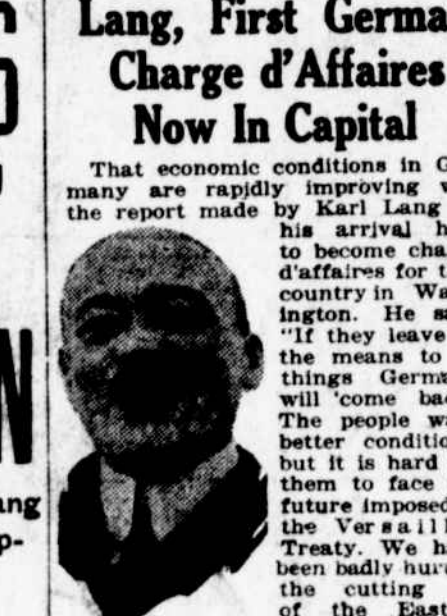 Lang, First Germa
Charge d'Affaires
Now In Capital
That economic conditions in G
many are rapidly improving w
the report made by Karl Lang
his arrival h
to become cha
d'affaires for t
country in Wa
ington. He sa
"If they leave
the means to
things Germa
will 'come bac
The people wa
better conditio
but it is hard
them to face
future imposed
the Versaill
Treaty. We h
been badly hur
the cutting
of the Eas
N
ang
p-